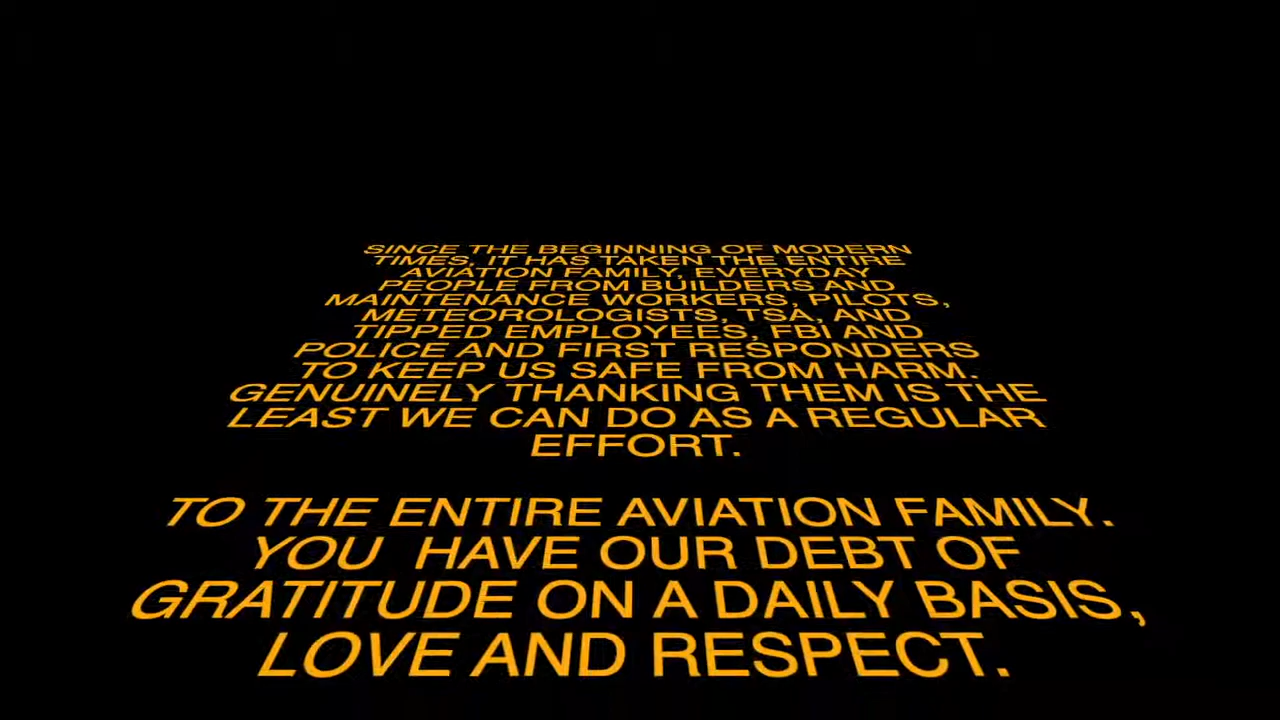 SINCE THE BEGINNING OF MODERN
TIMES, IT HAS TAKEN THE ENTIRE
AVIATION FAMILY, EVERYDAY
PEOPLE FROM BUILDERS AND
MAINTENANCE WORKERS, PILOTS,
METEOROLOGISTS, TSA, AND
TIPPED EMPLOYEES, FBI AND
POLICE AND FIRST RESPONDERS
TO KEEP US SAFE FROM HARM.
GENUINELY THANKING THEM IS THE
LEAST WE CAN DO AS A REGULAR
EFFORT.
TO THE ENTIRE AVIATION FAMILY.
YOU  HAVE OUR DEBT OF
GRATITUDE ON A DAILY BASIS,
LOVE AND RESPECT.